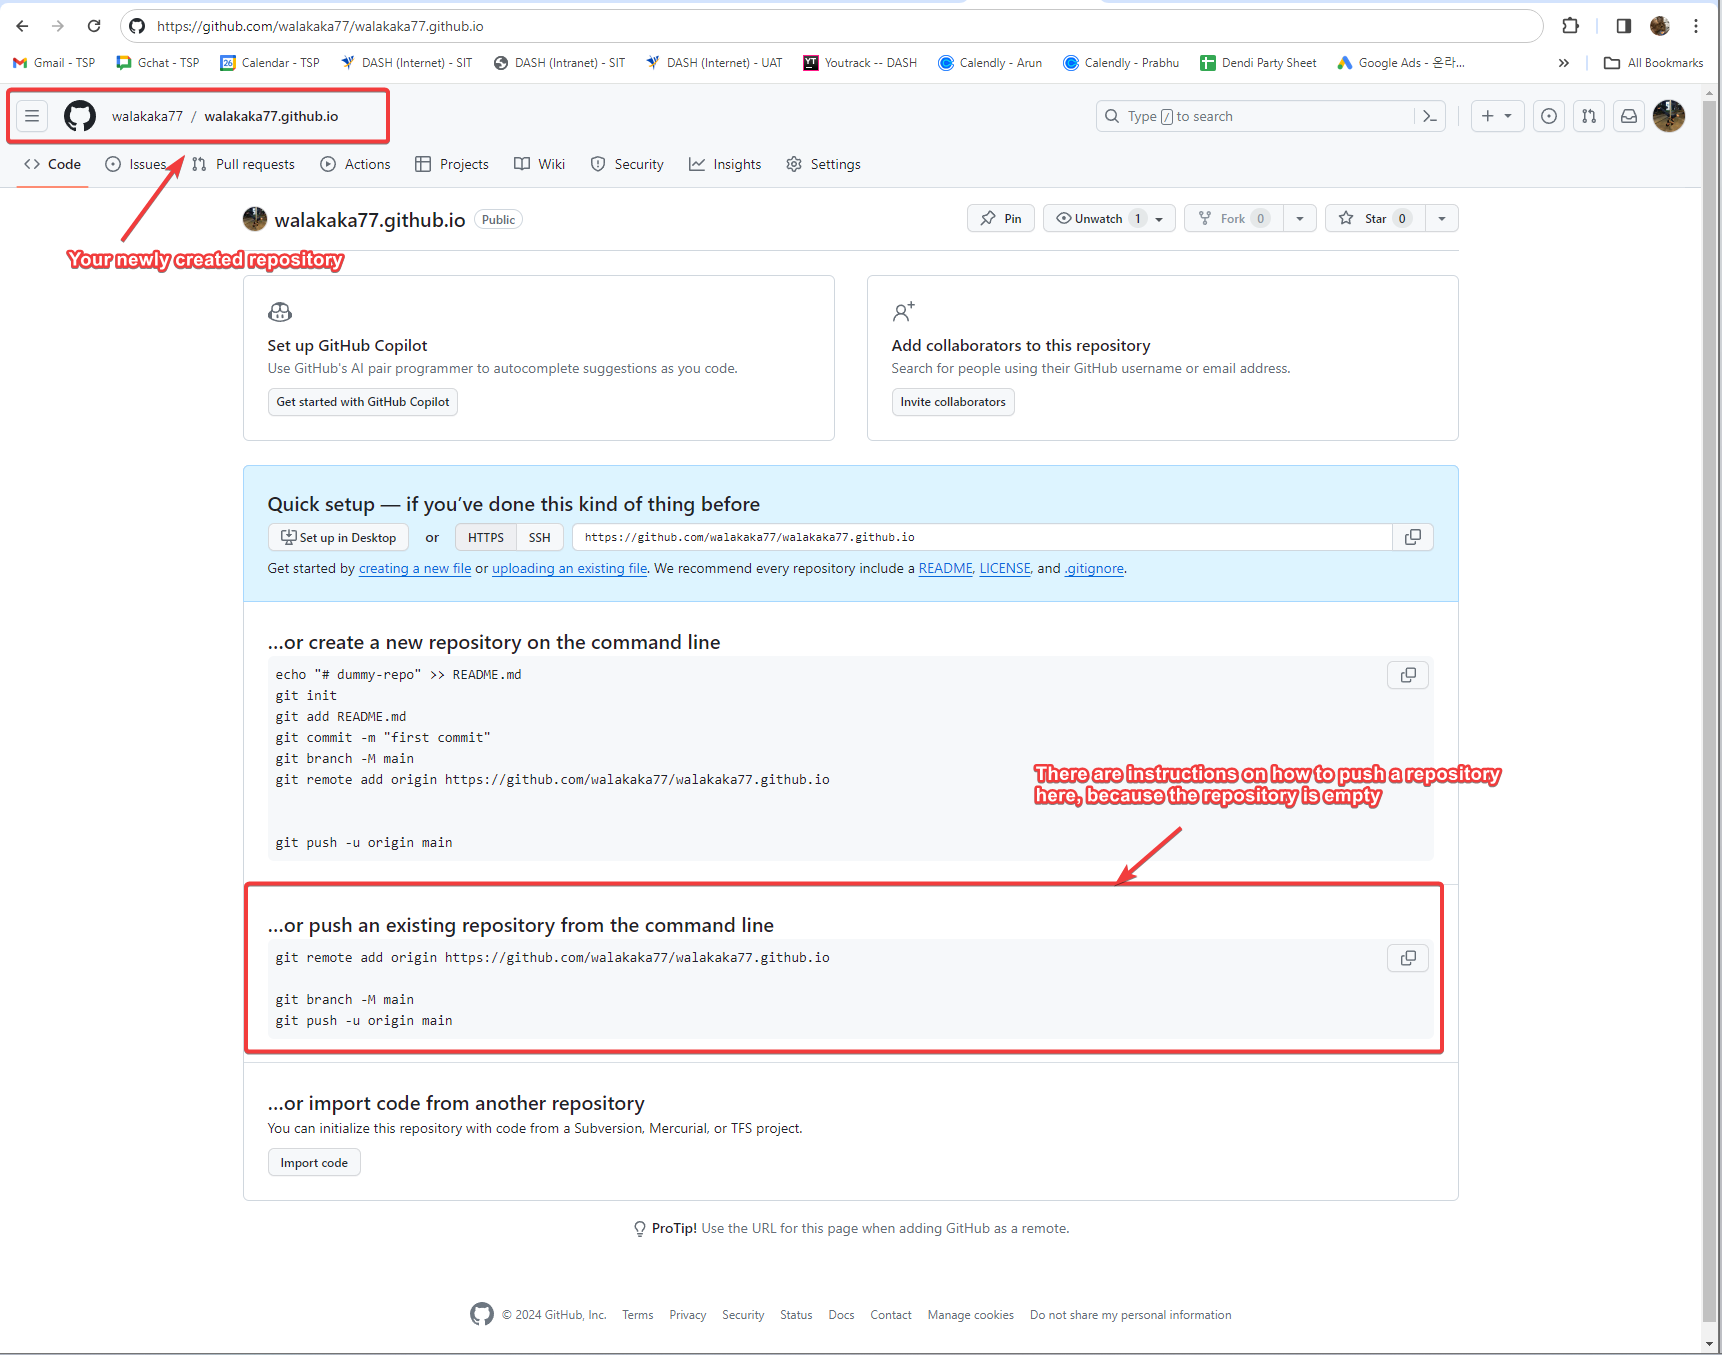 https://github.com/walakaka77/walakaka77.github.io
Gmail - TSP
Gchat - TSP
26
Calendar - TSP
DASH (Internet) - SIT
DASH (Intranet) - SIT
DASH (Internet) - UAT
YT
Youtrack -- DASH
Calendly - Arun
Calendly - Prabhu
Dendi Party Sheet
Google Ads - 온라...
»
All Bookmarks
walakaka77 / walakaka77.github.io
Type / to search
Code
Issues
Pull requests
Actions
Projects
Wiki
Security
Insights
Settings
walakaka77.github.io Public
Pin
Unwatch 1
Fork 0
Star 0
Your newly created repository
Set up GitHub Copilot
Use GitHub's AI pair programmer to autocomplete suggestions as you code.
Get started with GitHub Copilot
Add collaborators to this repository
Search for people using their GitHub username or email address.
Invite collaborators
Quick setup — if you’ve done this kind of thing before
Set up in Desktop or HTTPS SSH https://github.com/walakaka77/walakaka77.github.io
Get started by creating a new file or uploading an existing file. We recommend every repository include a README, LICENSE, and .gitignore.
…or create a new repository on the command line
echo "# dummy-repo" >> README.md
git init
git add README.md
git commit -m "first commit"
git branch -M main
git remote add origin https://github.com/walakaka77/walakaka77.github.io
git push -u origin main
There are instructions on how to push a repository
here, because the repository is empty
…or push an existing repository from the command line
git remote add origin https://github.com/walakaka77/walakaka77.github.io
git branch -M main
git push -u origin main
…or import code from another repository
You can initialize this repository with code from a Subversion, Mercurial, or TFS project.
Import code
ProTip! Use the URL for this page when adding GitHub as a remote.
© 2024 GitHub, Inc. Terms Privacy Security Status Docs Contact Manage cookies Do not share my personal information